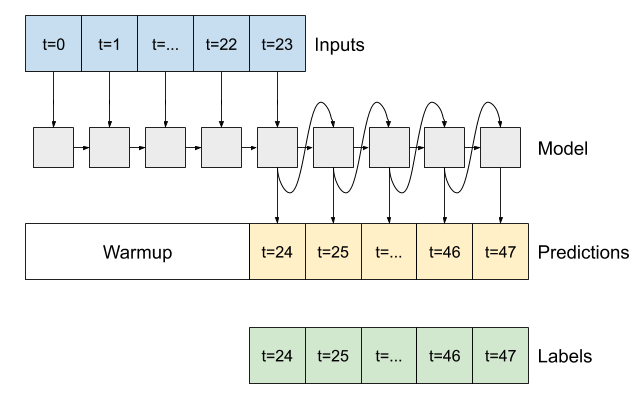 t=0 t=1 t=... t=22 t=23 Inputs
Model
Warmup t=24 t=25 t=... t=46 t=47 Predictions
t=24 t=25 t=... t=46 t=47 Labels